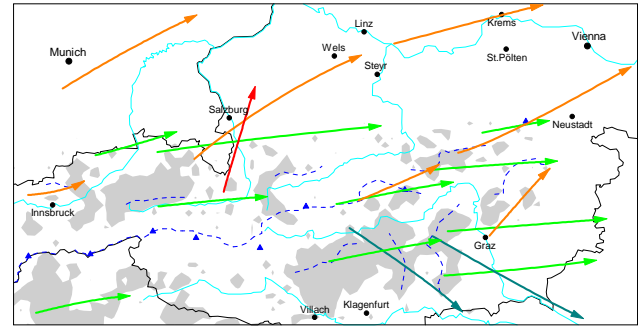 Linz
Krems
Vienna
Munich
Wels
St.Pölten
Steyr
Salzburg
Neustadt
Innsbruck
Graz
Villach
Klagenfurt